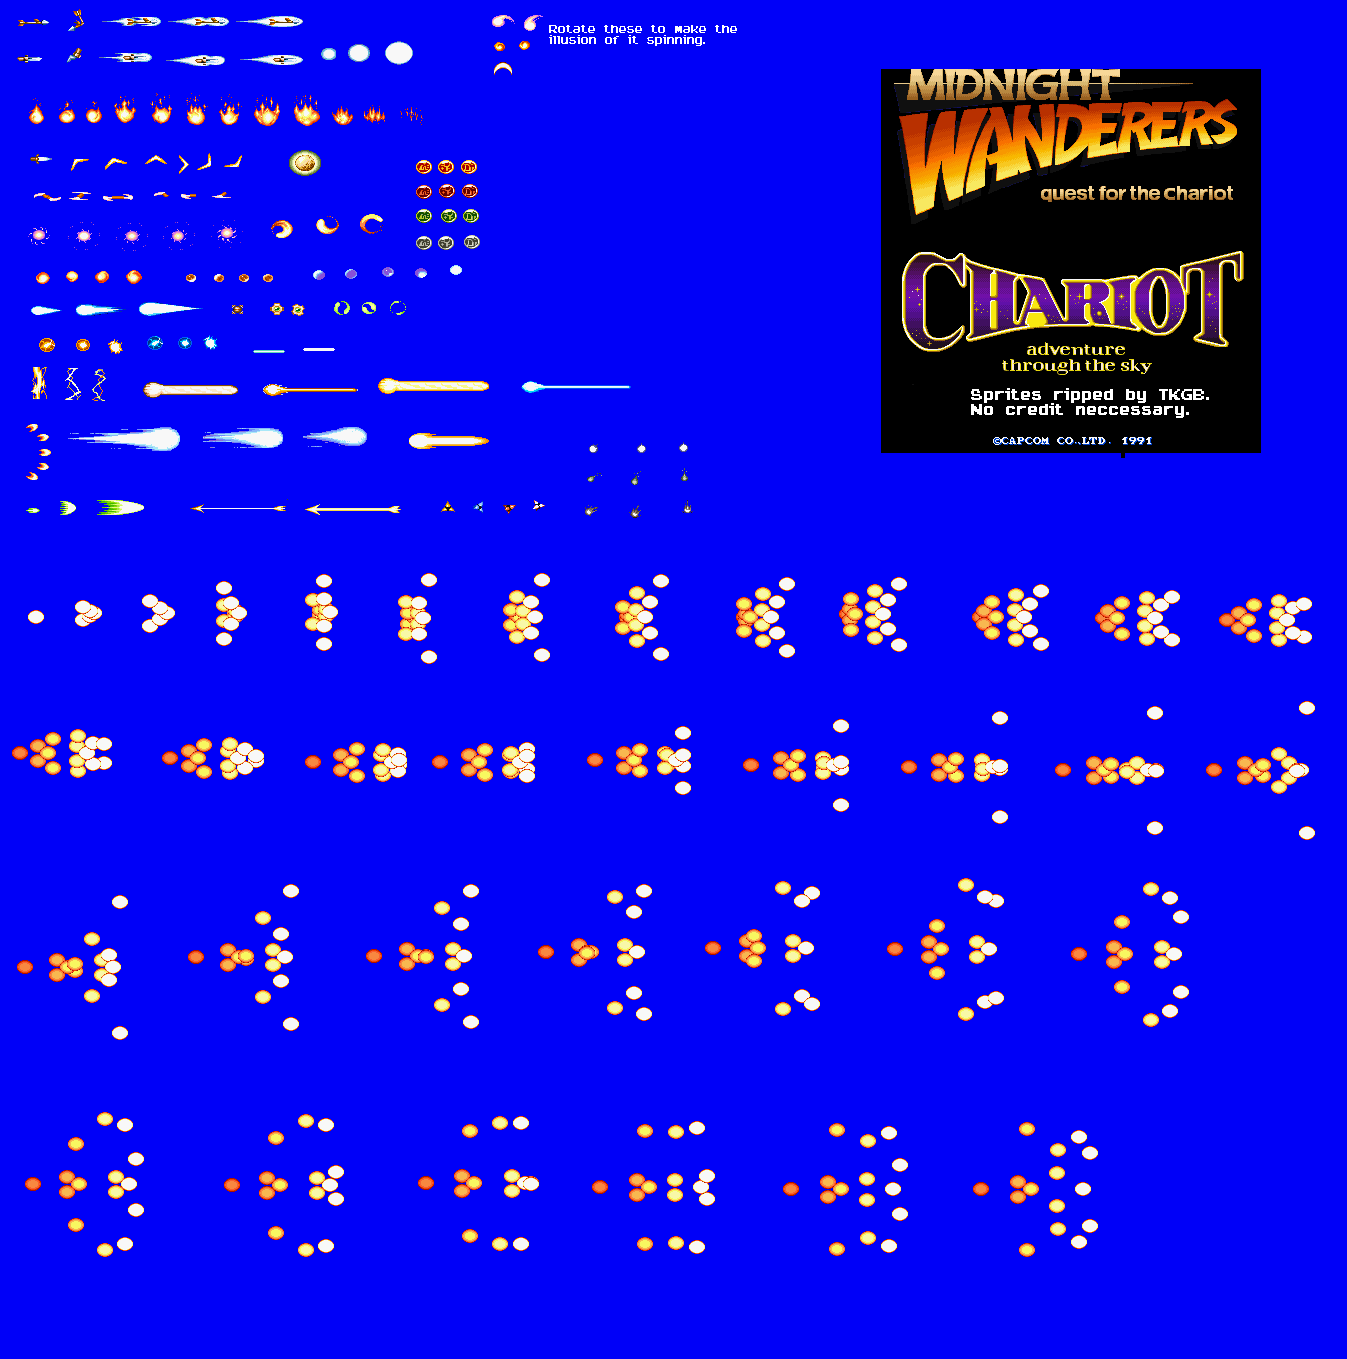 Rotate these to make the
illusion of it spinning.
MIDNIGHT
WANDERERS
quest for the chariot
CHARIOT
adventure
through the sky
Sprites ripped by TKGB.
No credit neccessary.
©CAPCOM CO.,LTD. 1991